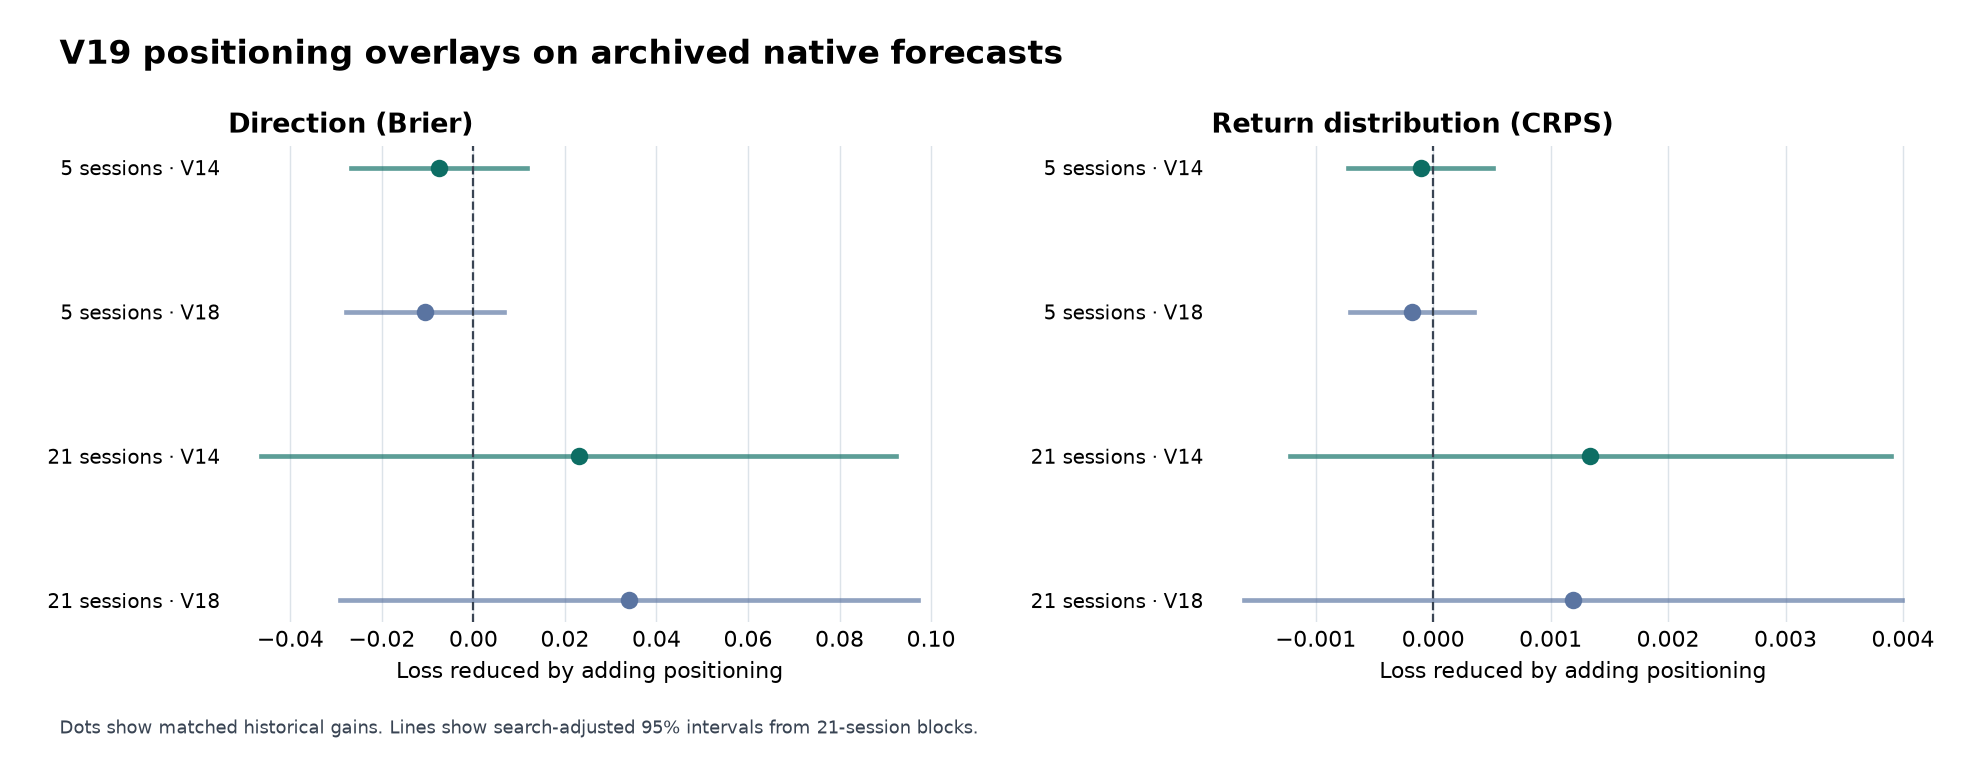 V19 positioning overlays on archived native forecasts
Direction (Brier)
5 sessions · V14
5 sessions · V18
21 sessions · V14
21 sessions · V18
−0.04 −0.02 0.00 0.02 0.04 0.06 0.08 0.10
Loss reduced by adding positioning
Return distribution (CRPS)
5 sessions · V14
5 sessions · V18
21 sessions · V14
21 sessions · V18
−0.001 0.000 0.001 0.002 0.003 0.004
Loss reduced by adding positioning
Dots show matched historical gains. Lines show search-adjusted 95% intervals from 21-session blocks.